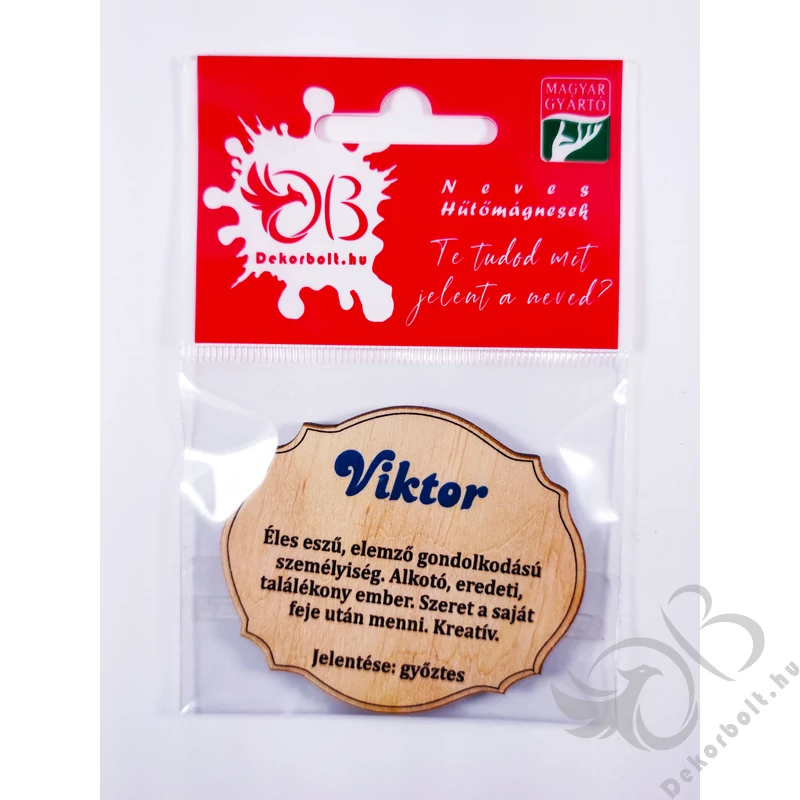 MAGYAR
GYÁRTÓ
DB
Dekorbolt.hu
Neves
Hűtőmágnesek
Te tudod mit
jelent a neved?
Viktor
Éles eszű, elemző gondolkodású
személyiség. Alkotó, eredeti,
találékony ember. Szeret a saját
feje után menni. Kreatív.
Jelentése: győztes
DB
Dekorbolt.hu